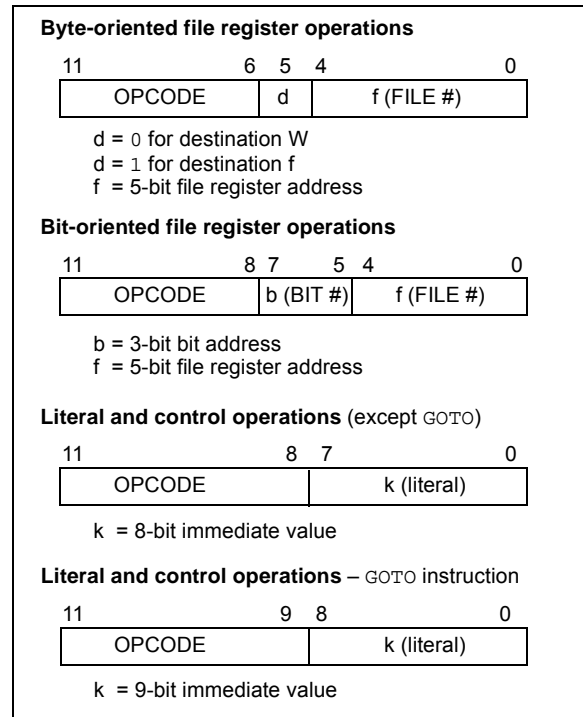 Byte-oriented file register operations
11 6 5 4 0
OPCODE d f (FILE #)
d = 0 for destination W
d = 1 for destination f
f = 5-bit file register address
Bit-oriented file register operations
11 8 7 5 4 0
OPCODE b (BIT #) f (FILE #)
b = 3-bit bit address
f = 5-bit file register address
Literal and control operations (except GOTO)
11 8 7 0
OPCODE k (literal)
k = 8-bit immediate value
Literal and control operations – GOTO instruction
11 9 8 0
OPCODE k (literal)
k = 9-bit immediate value